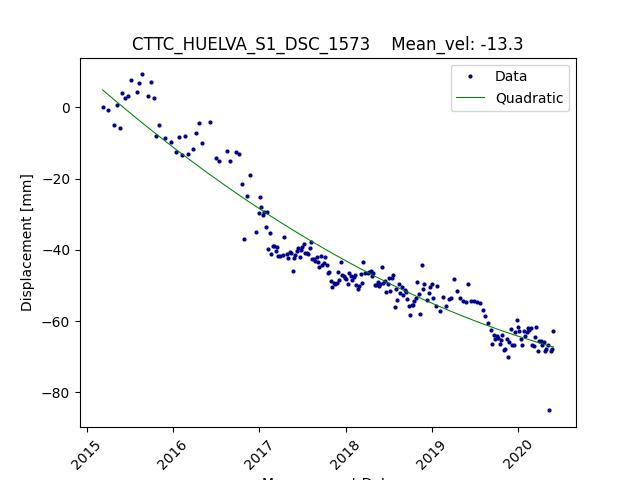 CTTC_HUELVA_S1_DSC_1573    Mean_vel: -13.3
Data
Quadratic
0
−20
−40
−60
−80
Displacement [mm]
2015
2016
2017
2018
2019
2020